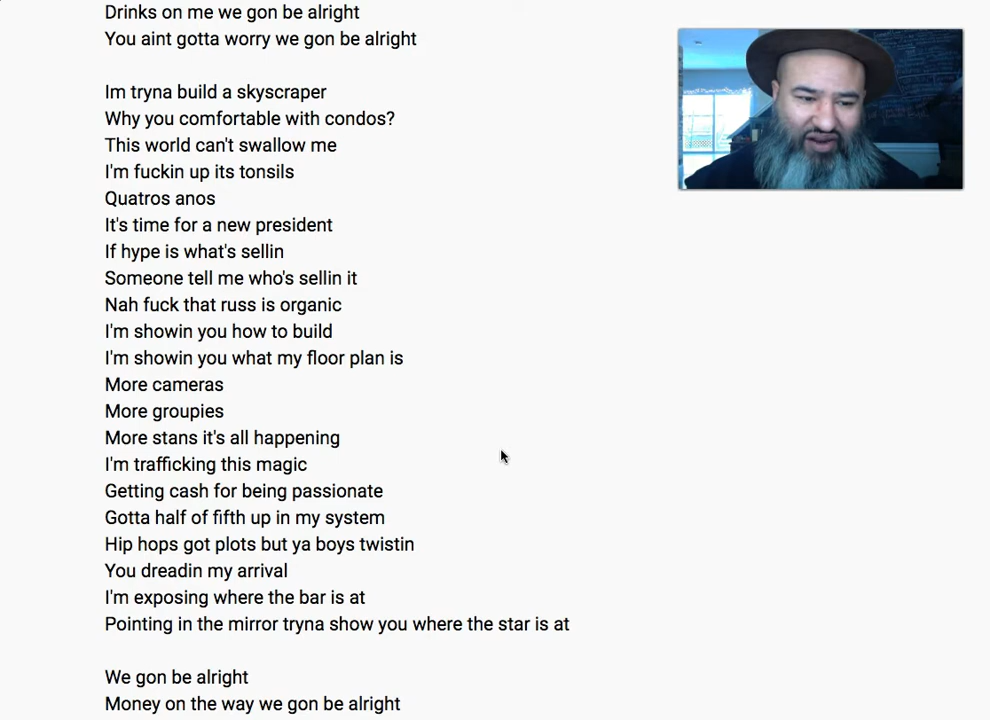 Drinks on me we gon be alright
You aint gotta worry we gon be alright
Im tryna build a skyscraper
Why you comfortable with condos?
This world can't swallow me
I'm fuckin up its tonsils
Quatros anos
It's time for a new president
If hype is what's sellin
Someone tell me who's sellin it
Nah fuck that russ is organic
I'm showin you how to build
I'm showin you what my floor plan is
More cameras
More groupies
More stans it's all happening
I'm trafficking this magic
Getting cash for being passionate
Gotta half of fifth up in my system
Hip hops got plots but ya boys twistin
You dreadin my arrival
I'm exposing where the bar is at
Pointing in the mirror tryna show you where the star is at
We gon be alright
Money on the way we gon be alright